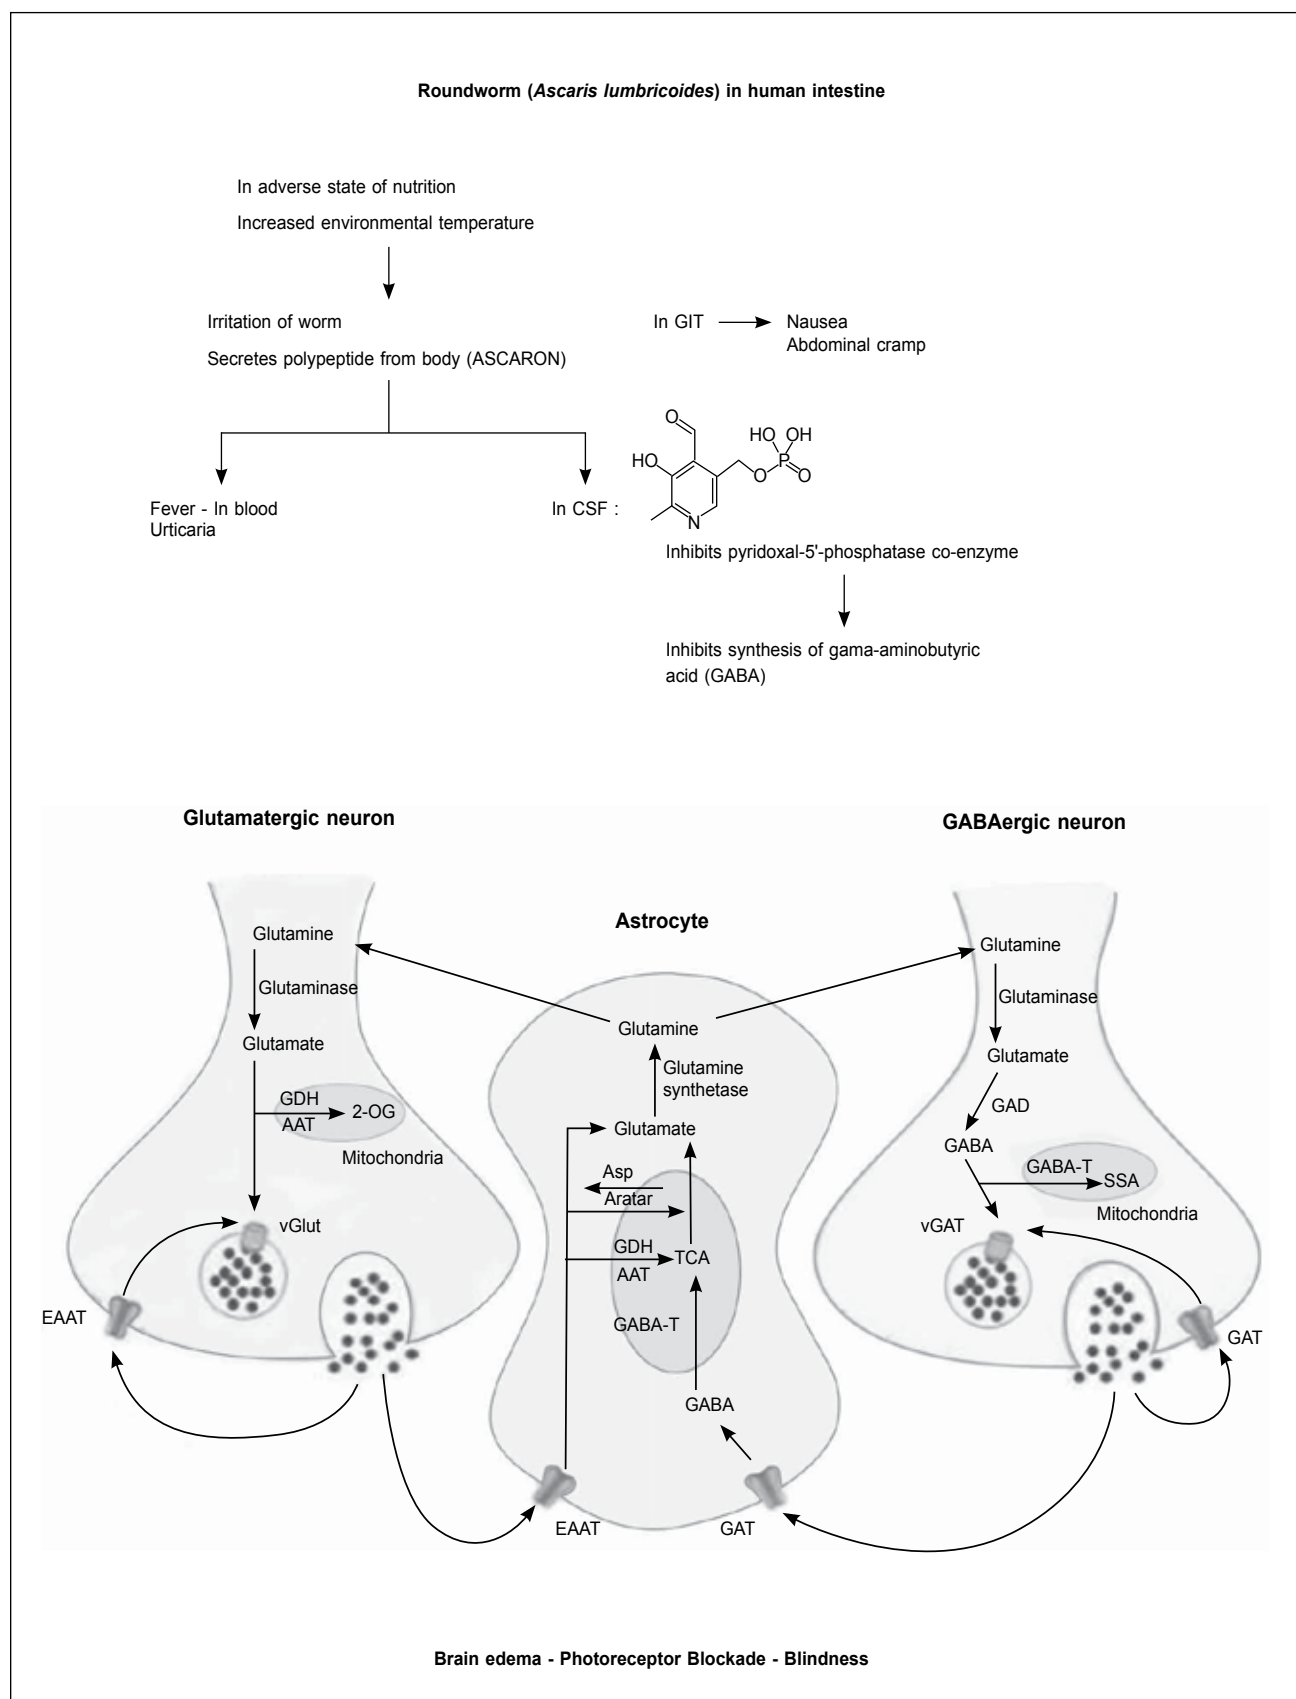 Roundworm (Ascaris lumbricoides) in human intestine
In adverse state of nutrition
Increased environmental temperature
Irritation of worm
Secretes polypeptide from body (ASCARON)
In GIT
Nausea
Abdominal cramp
Fever - In blood
Urticaria
In CSF :
O
HO
HO OH
P
O
O
N
Inhibits pyridoxal-5'-phosphatase co-enzyme
Inhibits synthesis of gama-aminobutyric
acid (GABA)
Glutamatergic neuron
Glutamine
Glutaminase
Glutamate
GDH
AAT
2-OG
Mitochondria
vGlut
EAAT
Astrocyte
Glutamine
Glutamine
synthetase
Glutamate
Asp
Aratar
GDH
AAT
TCA
GABA-T
GABA
EAAT
GAT
GABAergic neuron
Glutamine
Glutaminase
Glutamate
GAD
GABA
GABA-T
SSA
Mitochondria
vGAT
GAT
Brain edema - Photoreceptor Blockade - Blindness